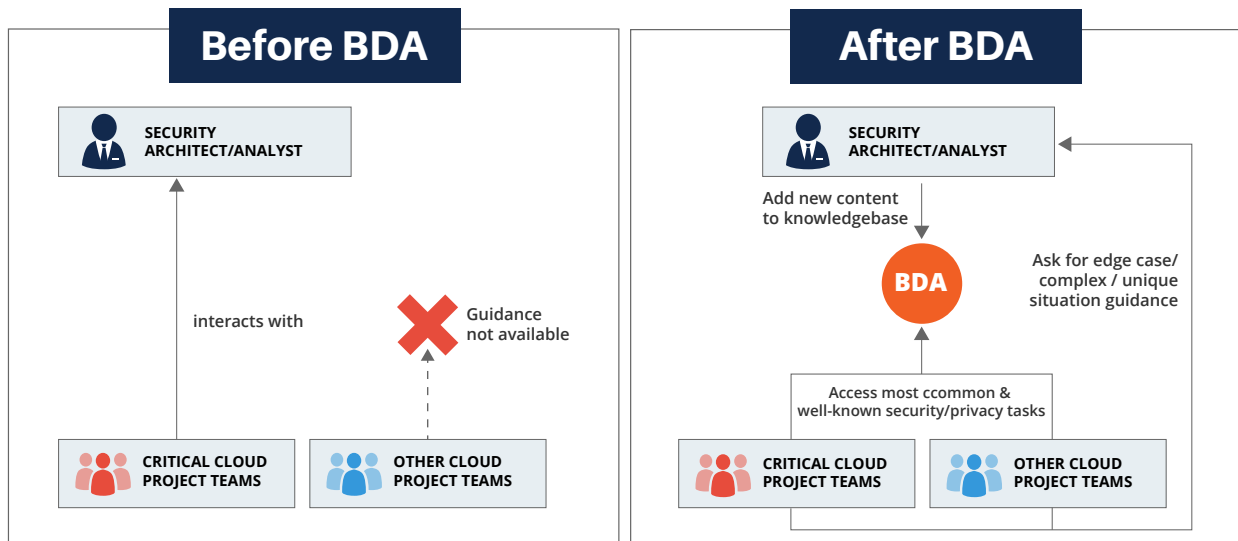 Before BDA
SECURITY
ARCHITECT/ANALYST
interacts with
Guidance
not available
CRITICAL CLOUD
PROJECT TEAMS
OTHER CLOUD
PROJECT TEAMS
After BDA
SECURITY
ARCHITECT/ANALYST
Add new content
to knowledgebase
BDA
Ask for edge case/
complex / unique
situation guidance
Access most ccommon &
well-known security/privacy tasks
CRITICAL CLOUD
PROJECT TEAMS
OTHER CLOUD
PROJECT TEAMS